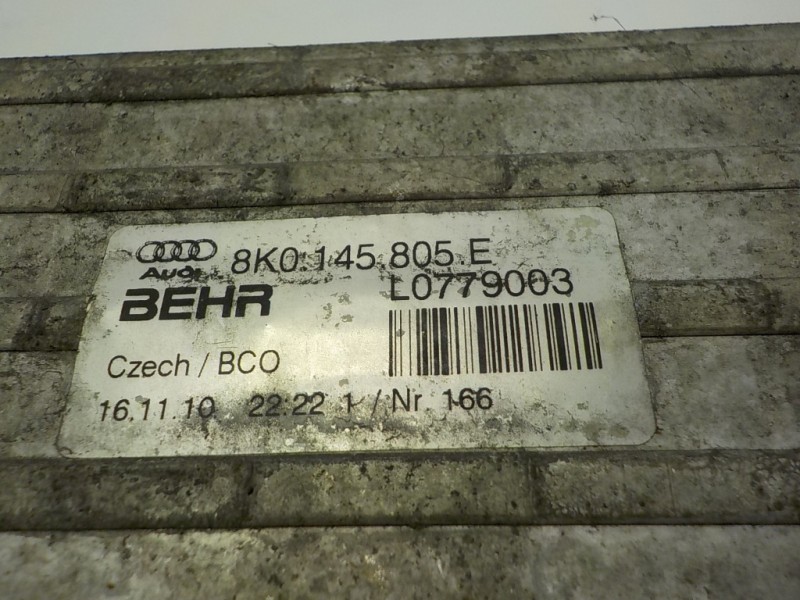 Audi 8K0.145.805 E
BEHR L0779003
Czech / BCO
16.11.10 22:22 1 / Nr 166